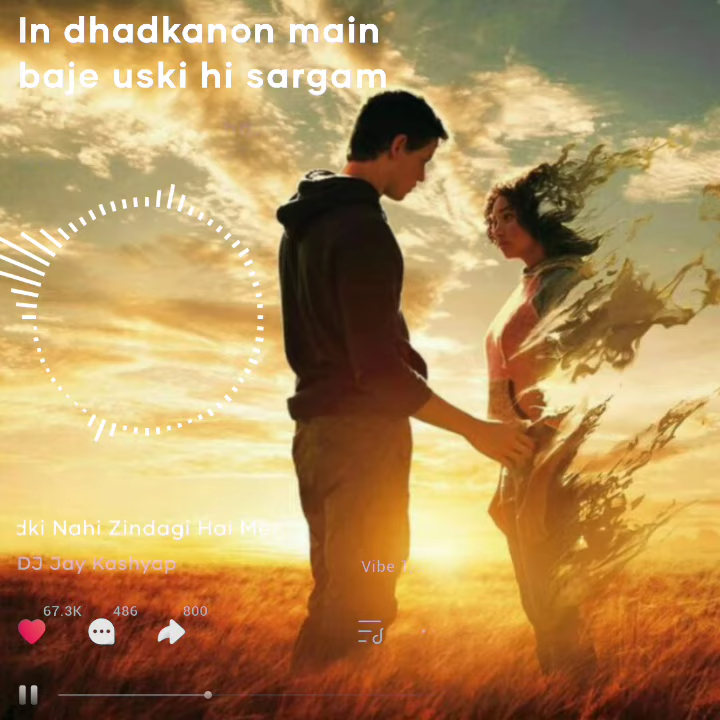 In dhadkanon main
baje uski hi sargam
dki Nahi Zindagi Hai Me
DJ Jay Kashyap
Vibe
67.3K
486
800